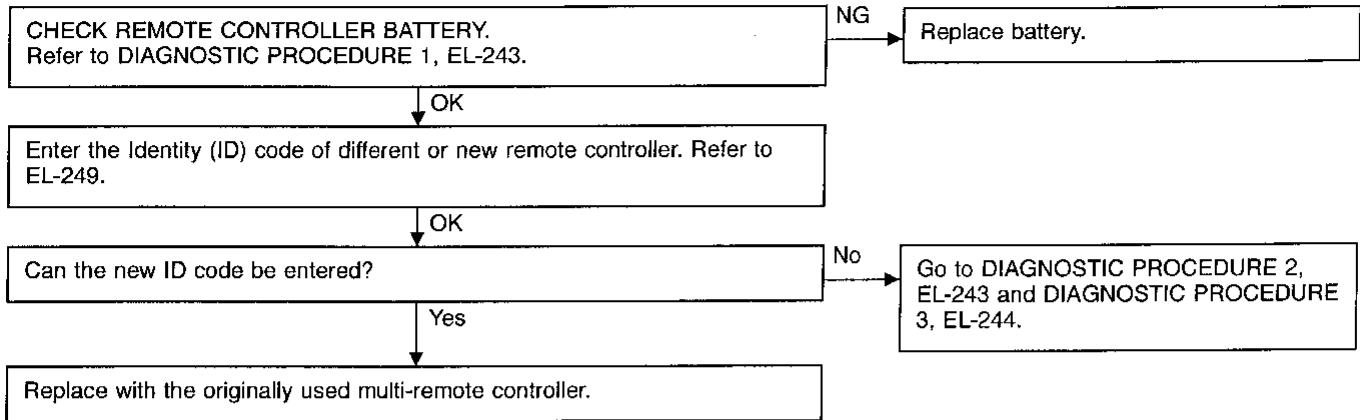 CHECK REMOTE CONTROLLER BATTERY.
Refer to DIAGNOSTIC PROCEDURE 1, EL-243.
NG
Replace battery.
OK
Enter the Identity (ID) code of different or new remote controller. Refer to
EL-249.
OK
Can the new ID code be entered?
No
Go to DIAGNOSTIC PROCEDURE 2,
EL-243 and DIAGNOSTIC PROCEDURE
3, EL-244.
Yes
Replace with the originally used multi-remote controller.